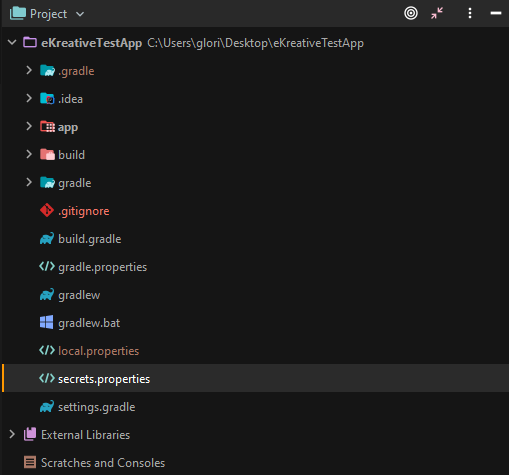 Project
eKreativeTestApp C:\Users\glori\Desktop\eKreativeTestApp
.gradle
.idea
app
build
gradle
.gitignore
build.gradle
gradle.properties
gradlew
gradlew.bat
local.properties
secrets.properties
settings.gradle
External Libraries
Scratches and Consoles